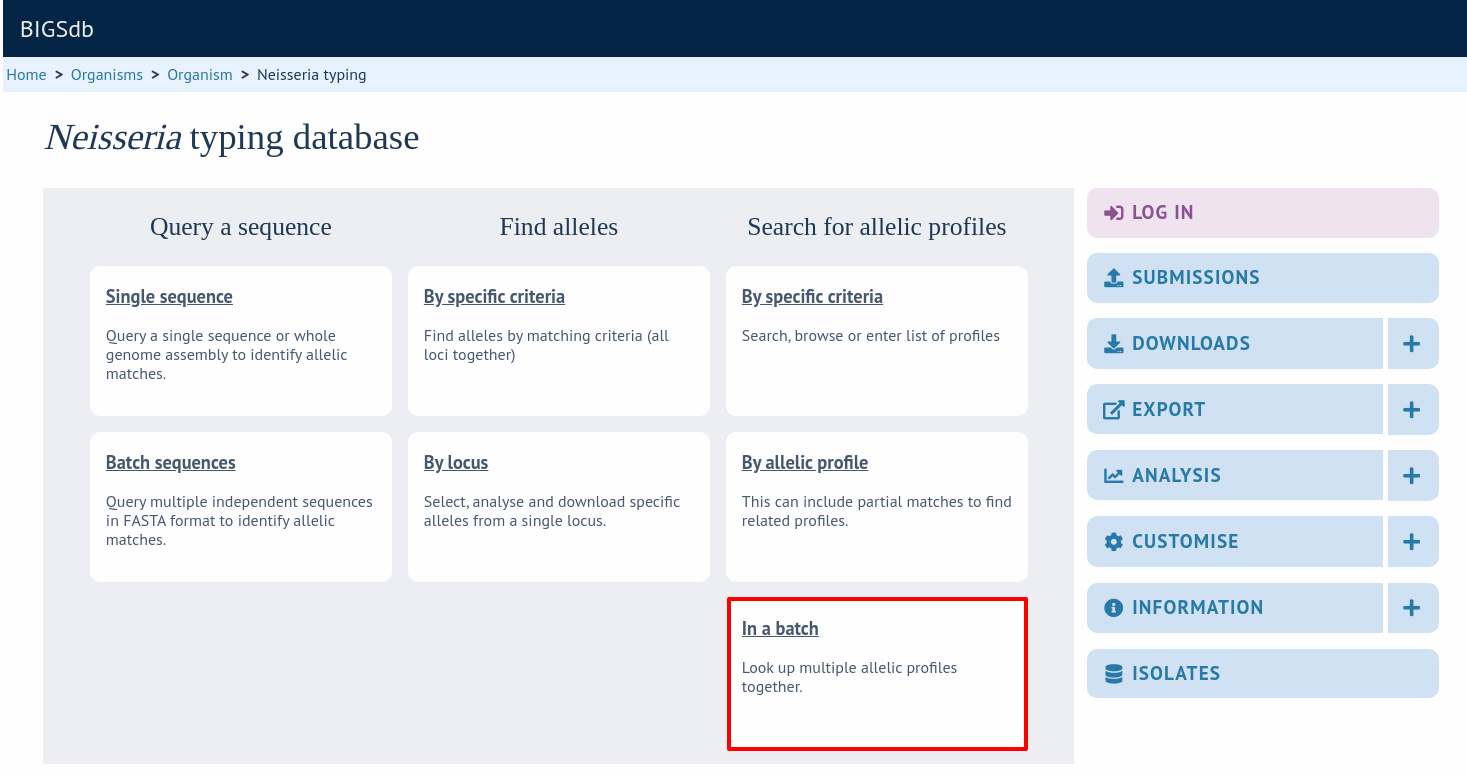 BIGSdb
Home > Organisms > Organism > Neisseria typing
Neisseria typing database
Query a sequence
Single sequence
Query a single sequence or whole
genome assembly to identify allelic
matches.
Batch sequences
Query multiple independent sequences
in FASTA format to identify allelic
matches.
Find alleles
By specific criteria
Find alleles by matching criteria (all
loci together)
By locus
Select, analyse and download specific
alleles from a single locus.
Search for allelic profiles
By specific criteria
Search, browse or enter list of profiles
By allelic profile
This can include partial matches to find
related profiles.
In a batch
Look up multiple allelic profiles
together.
LOG IN
SUBMISSIONS
DOWNLOADS
EXPORT
ANALYSIS
CUSTOMISE
INFORMATION
ISOLATES